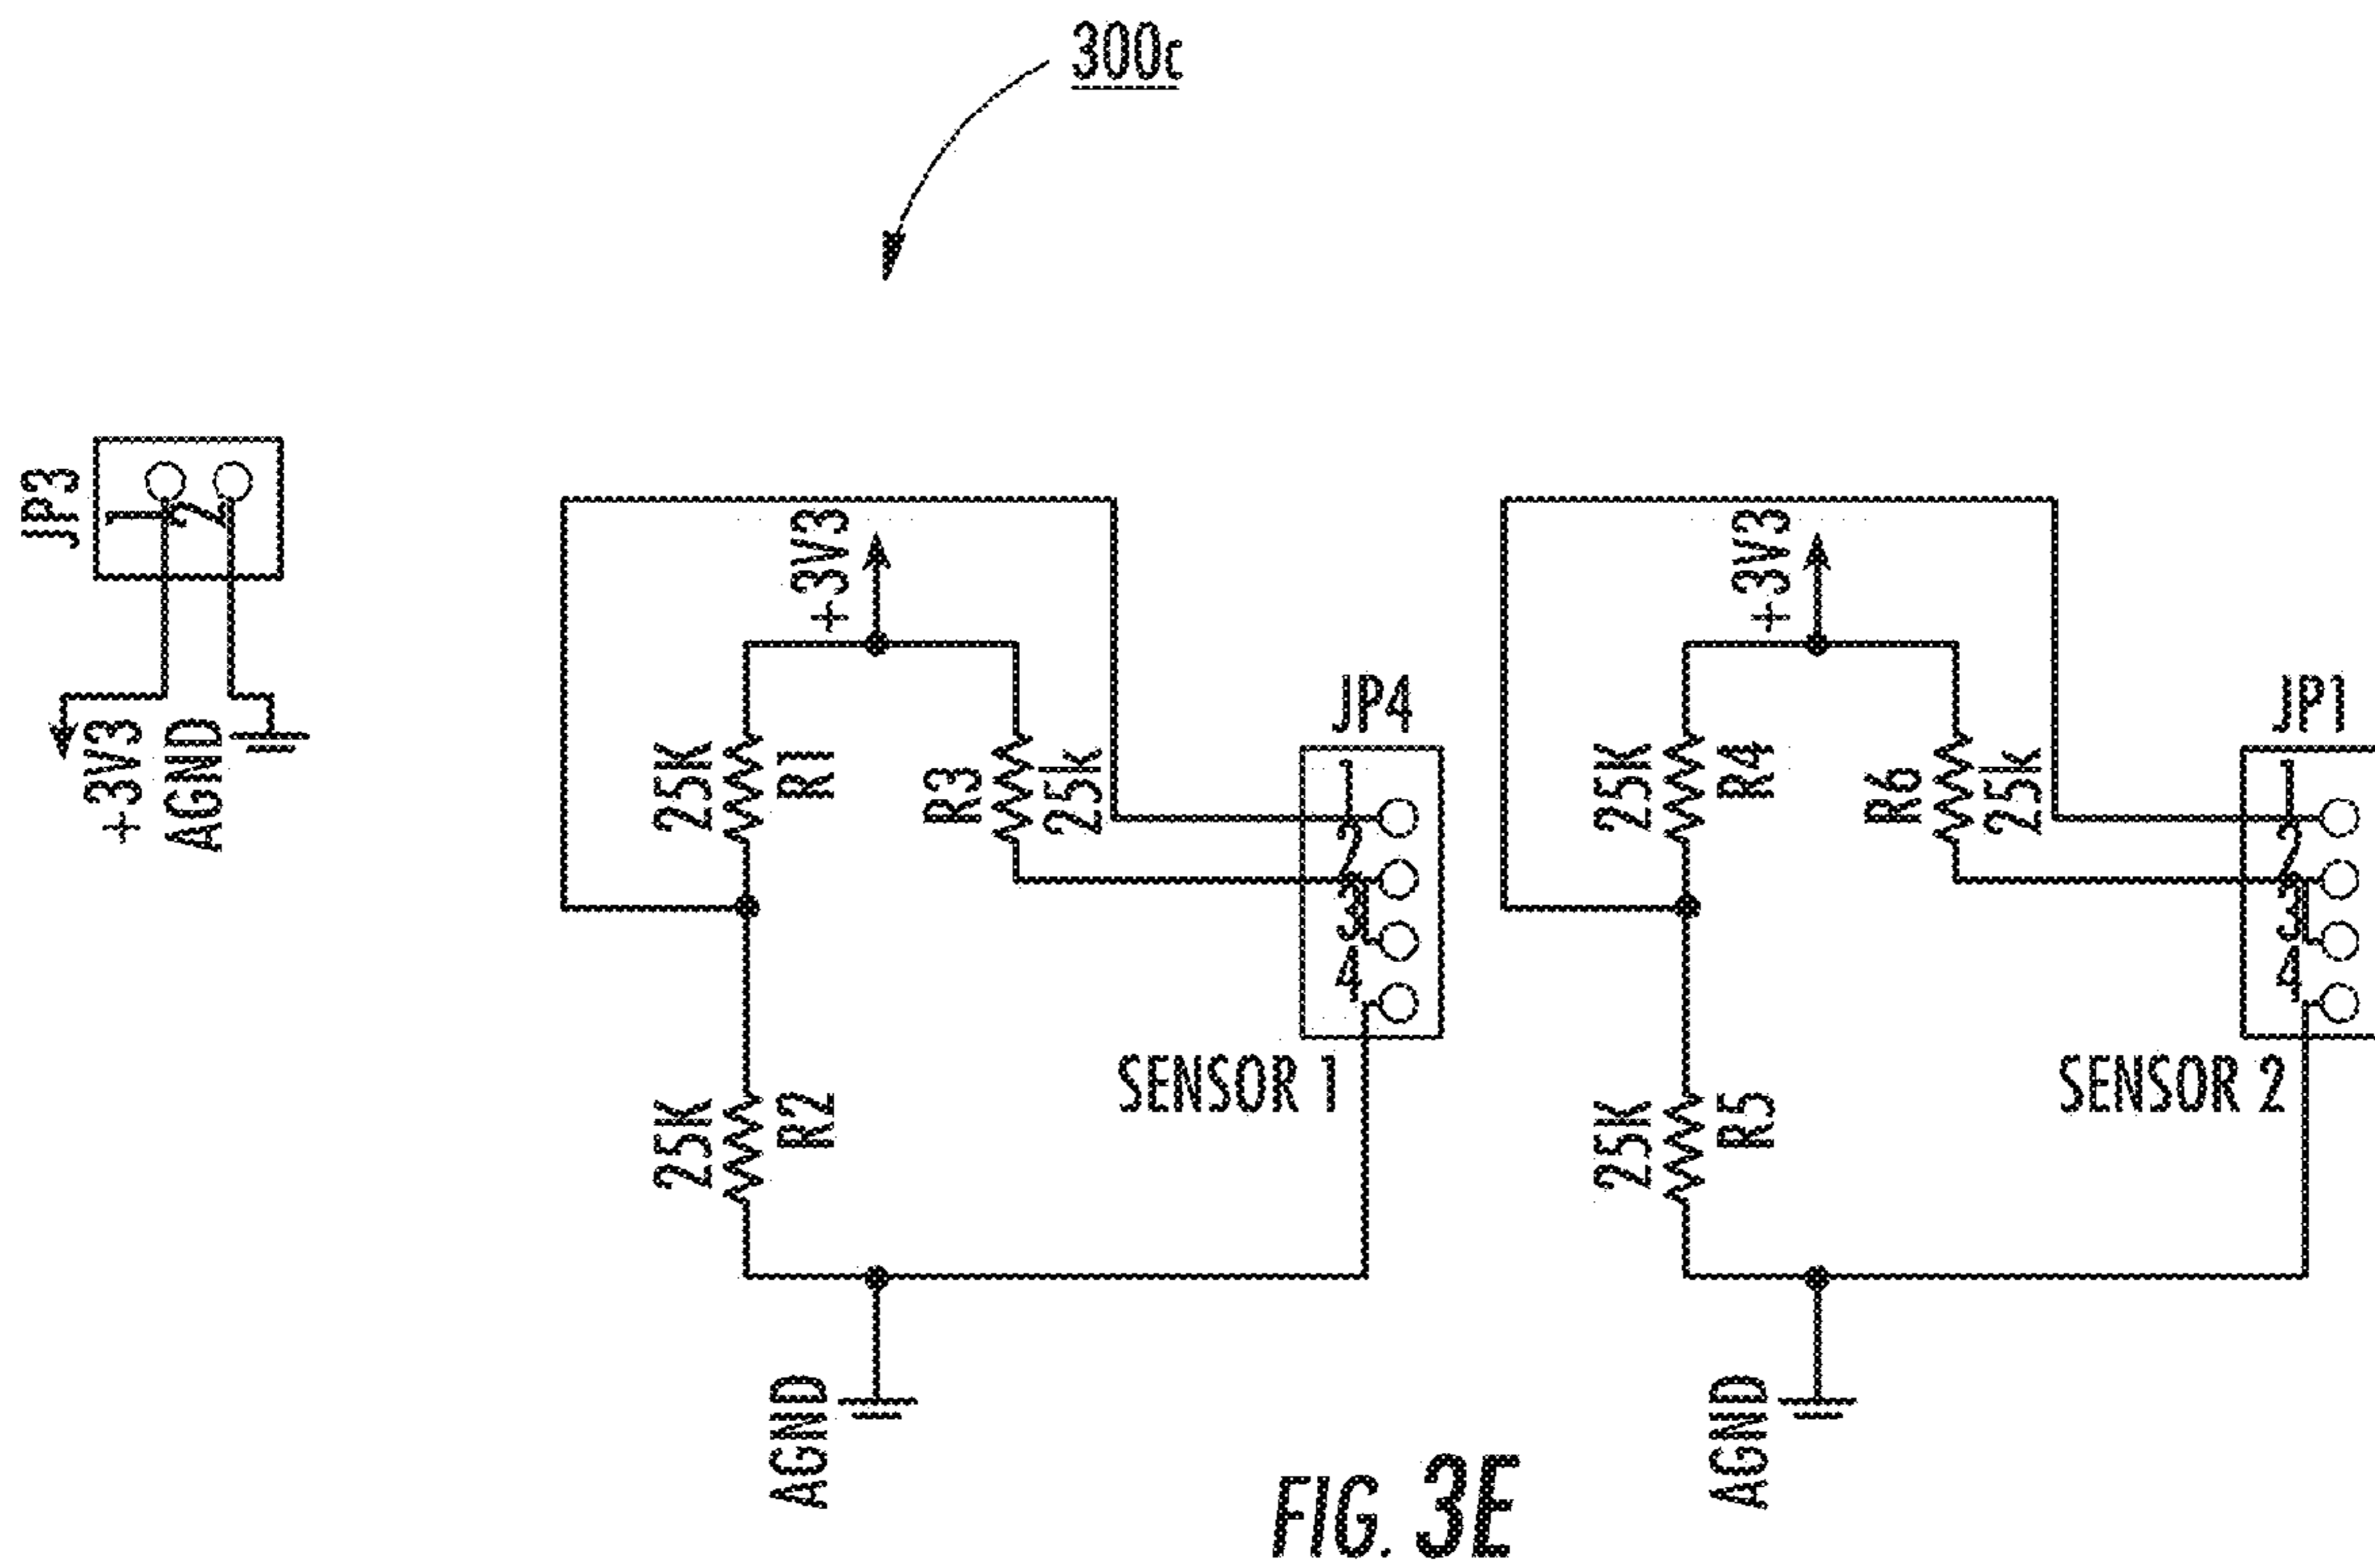 300c
JP3
1
2
+3V3
AGND
+3V3
25K
R1
R3
25k
JP4
1
2
3
4
SENSOR 1
25K
R2
AGND
+3V3
25K
R4
R6
25k
JP1
1
2
3
4
SENSOR 2
25K
R5
AGND
FIG. 3E